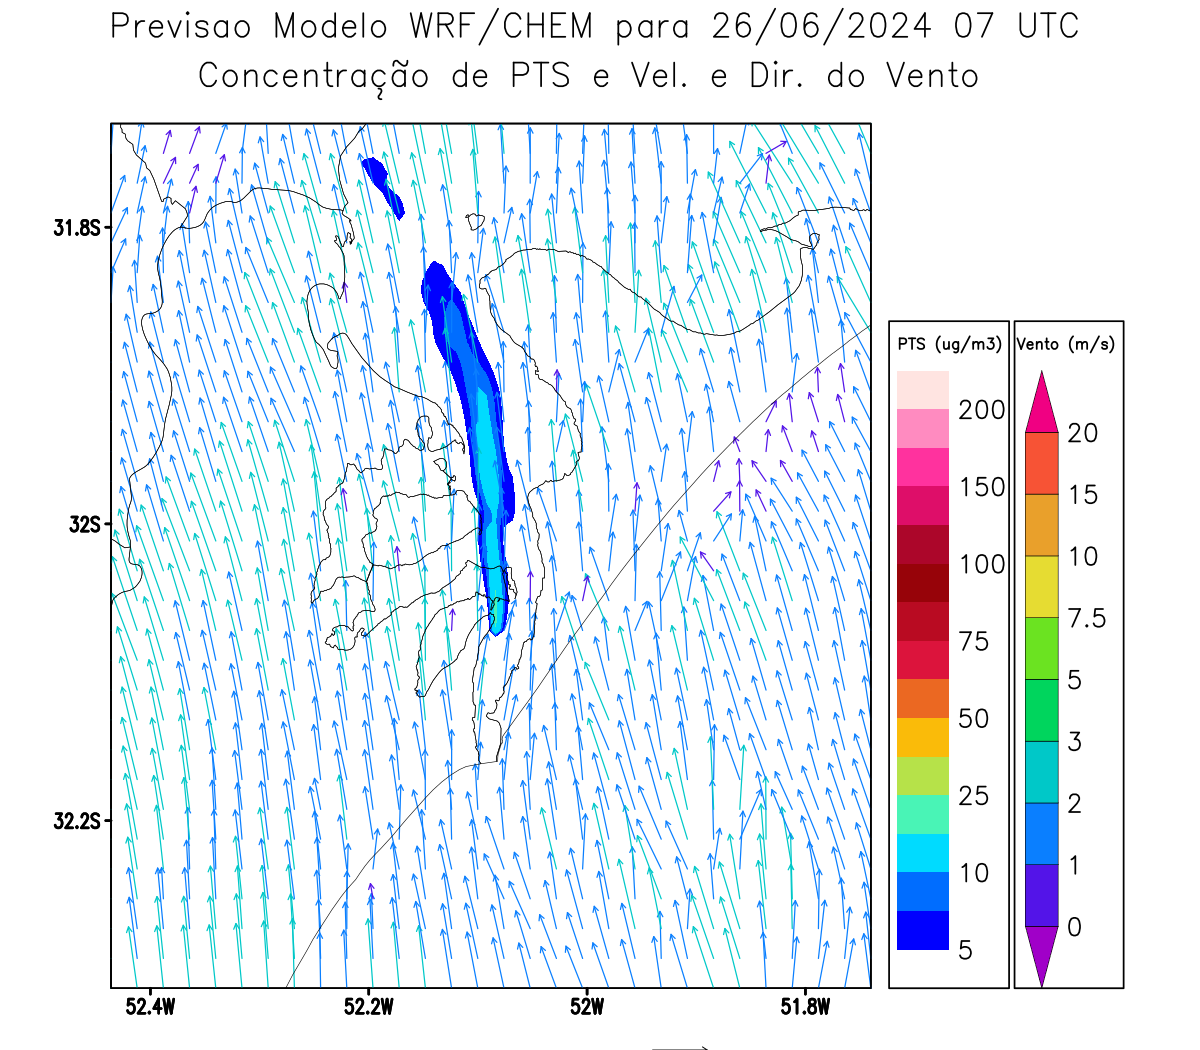 Previsao Modelo WRF/CHEM para 26/06/2024 07 UTC
Concentração de PTS e Vel. e Dir. do Vento
31.8S
32S
32.2S
52.4W
52.2W
52W
51.8W
PTS (ug/m3)
200
150
100
75
50
25
10
5
Vento (m/s)
20
15
10
7.5
5
3
2
1
0